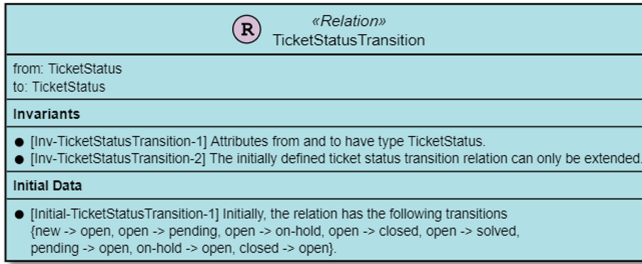 R
«Relation»
TicketStatusTransition
from: TicketStatus
to: TicketStatus
Invariants
● [Inv-TicketStatusTransition-1] Attributes from and to have type TicketStatus.
● [Inv-TicketStatusTransition-2] The initially defined ticket status transition relation can only be extended.
Initial Data
● [Initial-TicketStatusTransition-1] Initially, the relation has the following transitions
{new -> open, open -> pending, open -> on-hold, open -> closed, open -> solved,
pending -> open, on-hold -> open, closed -> open}.